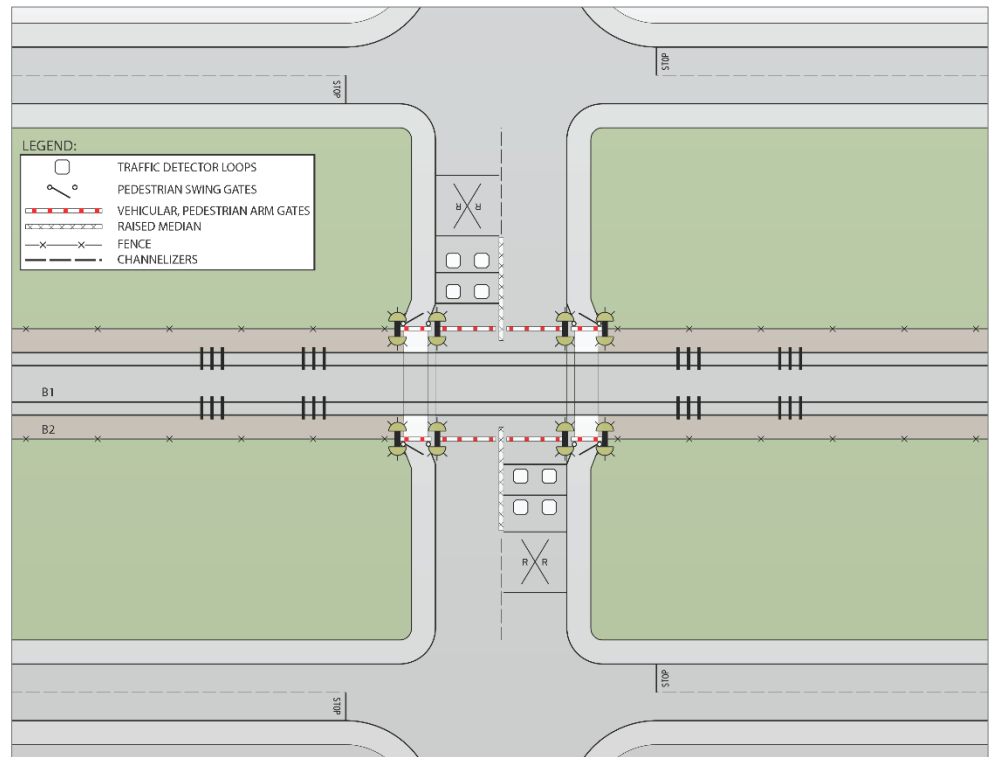 STOP
STOP
LEGEND:
TRAFFIC DETECTOR LOOPS
PEDESTRIAN SWING GATES
VEHICULAR, PEDESTRIAN ARM GATES
RAISED MEDIAN
FENCE
CHANNELIZERS
R R
B1
B2
R R
STOP
STOP